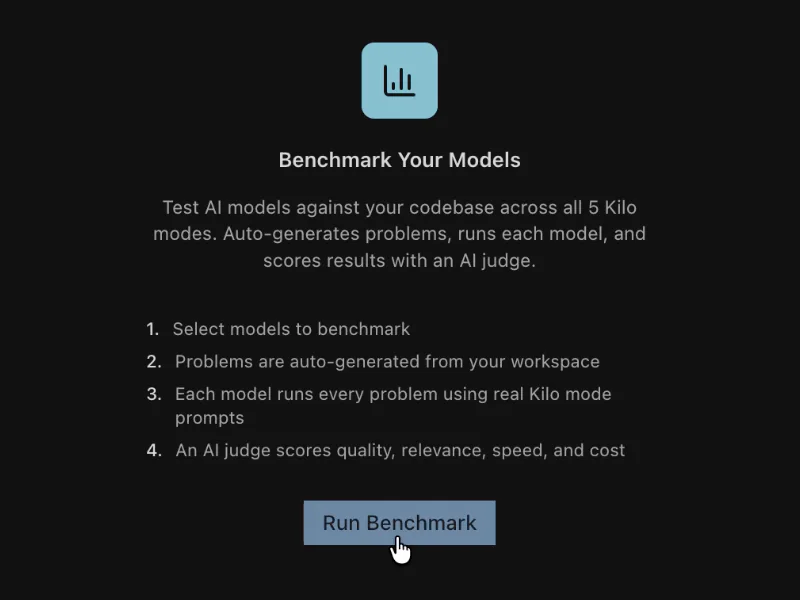 Benchmark Your Models
Test AI models against your codebase across all 5 Kilo
modes. Auto-generates problems, runs each model, and
scores results with an AI judge.
1. Select models to benchmark
2. Problems are auto-generated from your workspace
3. Each model runs every problem using real Kilo mode
prompts
4. An AI judge scores quality, relevance, speed, and cost
Run Benchmark